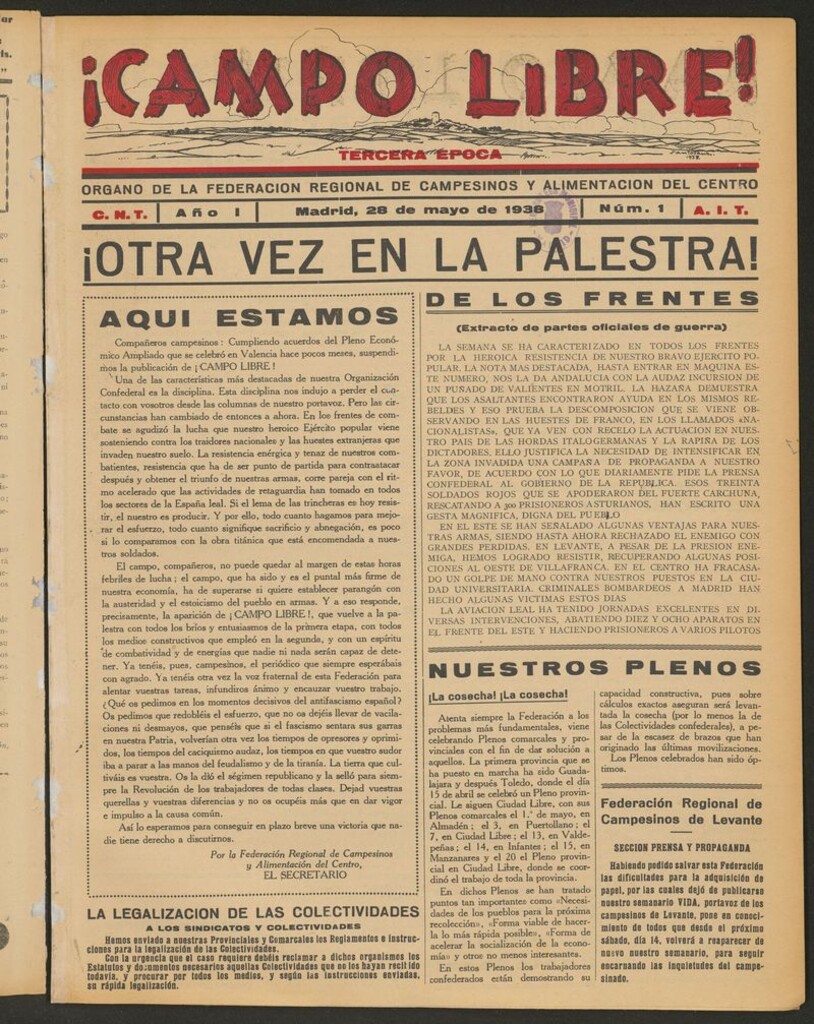 ¡CAMPO LIBRE!
TERCERA EPOCA
ORGANO DE LA FEDERACION REGIONAL DE CAMPESINOS Y ALIMENTACION DEL CENTRO
C. N. T. Año I Madrid, 28 de mayo de 1938 Núm. 1 A. I. T.
¡OTRA VEZ EN LA PALESTRA!
AQUI ESTAMOS
Compañeros campesinos: Cumpliendo acuerdos del Pleno Econó-
mico Ampliado que se celebró en Valencia hace pocos meses, suspendi-
mos la publicación de ¡CAMPO LIBRE!
Una de las características más destacadas de nuestra Organización
Confederal es la disciplina. Esta disciplina nos indujo a perder el con-
tacto con vosotros desde las columnas de nuestro portavoz. Pero las cir-
cunstancias han cambiado de entonces a ahora. En los frentes de com-
bate se agudizó la lucha que nuestro heroico Ejército popular viene
sosteniendo contra los traidores nacionales y las huestes extranjeras que
invaden nuestro suelo. La resistencia enérgica y tenaz de nuestros com-
batientes, resistencia que ha de ser punto de partida para contraatacar
después y obtener el triunfo de nuestras armas, corre pareja con el rit-
mo acelerado que las actividades de retaguardia han tomado en todos
los sectores de la España leal. Si el lema de las trincheras es hoy resis-
tir, el nuestro es producir. Y por ello, todo cuanto hagamos para mejo-
rar el esfuerzo, todo cuanto signifique sacrificio y abnegación, es poco
si lo comparamos con la obra titánica que está encomendada a nues-
tros soldados.
El campo, compañeros, no puede quedar al margen de estas horas
febriles de lucha; el campo, que ha sido y es el puntal más firme de
nuestra economía, ha de superarse si quiere establecer parangón con
la austeridad y el estoicismo del pueblo en armas. Y a eso responde,
precisamente, la aparición de ¡CAMPO LIBRE!, que vuelve a la pa-
lestra con todos los bríos y entusiasmos de la primera etapa, con todos
los medios constructivos que empleó en la segunda, y con un espíritu
de combatividad y de energías que nadie ni nada serán capaz de dete-
ner. Ya tenéis, pues, campesinos, el periódico que siempre esperábais
con agrado. Ya tenéis otra vez la voz fraternal de esta Federación para
alentar vuestras tareas, infundiros ánimo y encauzar vuestro trabajo.
¿Qué os pedimos en los momentos decisivos del antifascismo español?
Os pedimos que redobléis el esfuerzo, que no os dejéis llevar de vacila-
ciones ni desmayos, que penséis que si el fascismo sentara sus garras
en nuestra Patria, volverían otra vez los tiempos de opresores y oprimi-
dos, los tiempos del caciquismo audaz, los tiempos en que vuestro sudor
iba a parar a las manos del feudalismo y de la tiranía. La tierra que cul-
tiváis es vuestra. Os la dió el régimen republicano y la selló para siem-
pre la Revolución de los trabajadores de todas clases. Dejad vuestras
querellas y vuestras diferencias y no os ocupéis más que en dar vigor
e impulso a la causa común.
Así lo esperamos para conseguir en plazo breve una victoria que na-
die tiene derecho a discutirnos.
Por la Federación Regional de Campesinos
y Alimentación del Centro,
EL SECRETARIO
LA LEGALIZACION DE LAS COLECTIVIDADES
A LOS SINDICATOS Y COLECTIVIDADES
Hemos enviado a nuestras Provinciales y Comarcales los Reglamentos e instruc-
ciones para la legalización de las Colectividades.
Con la urgencia que el caso requiere debéis reclamar a dichos organismos los
Estatutos y documentos necesarios aquellas Colectividades que no los hayan recibido
todavía, y procurar por todos los medios, y según las instrucciones enviadas,
su rápida legalización.
DE LOS FRENTES
(Extracto de partes oficiales de guerra)
LA SEMANA SE HA CARACTERIZADO EN TODOS LOS FRENTES
POR LA HEROICA RESISTENCIA DE NUESTRO BRAVO EJERCITO PO-
PULAR. LA NOTA MAS DESTACADA, HASTA ENTRAR EN MAQUINA ES-
TE NUMERO, NOS LA DA ANDALUCIA CON LA AUDAZ INCURSION DE
UN PUÑADO DE VALIENTES EN MOTRIL. LA HAZAÑA DEMUESTRA
QUE LOS ASALTANTES ENCONTRARON AYUDA EN LOS MISMOS RE-
BELDES Y ESO PRUEBA LA DESCOMPOSICION QUE SE VIENE OB-
SERVANDO EN LAS HUESTES DE FRANCO, EN LOS LLAMADOS «NA-
CIONALISTAS», QUE YA VEN CON RECELO LA ACTUACION EN NUES-
TRO PAIS DE LAS HORDAS ITALOGERMANAS Y LA RAPIÑA DE LOS
DICTADORES. ELLO JUSTIFICA LA NECESIDAD DE INTENSIFICAR EN
LA ZONA INVADIDA UNA CAMPAÑA DE PROPAGANDA A NUESTRO
FAVOR, DE ACUERDO CON LO QUE DIARIAMENTE PIDE LA PRENSA
CONFEDERAL AL GOBIERNO DE LA REPUBLICA. ESOS TREINTA
SOLDADOS ROJOS QUE SE APODERARON DEL FUERTE CARCHUNA,
RESCATANDO A 300 PRISIONEROS ASTURIANOS, HAN ESCRITO UNA
GESTA MAGNIFICA, DIGNA DEL PUEBLO
EN EL ESTE SE HAN SEÑALADO ALGUNAS VENTAJAS PARA NUES-
TRAS ARMAS, SIENDO HASTA AHORA RECHAZADO EL ENEMIGO CON
GRANDES PERDIDAS. EN LEVANTE, A PESAR DE LA PRESION ENE-
MIGA, HEMOS LOGRADO RESISTIR, RECUPERANDO ALGUNAS POSI-
CIONES AL OESTE DE VILLAFRANCA. EN EL CENTRO HA FRACASA-
DO UN GOLPE DE MANO CONTRA NUESTROS PUESTOS EN LA CIU-
DAD UNIVERSITARIA. CRIMINALES BOMBARDEOS A MADRID HAN
HECHO ALGUNAS VICTIMAS ESTOS DIAS
LA AVIACION LEAL HA TENIDO JORNADAS EXCELENTES EN DI-
VERSAS INTERVENCIONES, ABATIENDO DIEZ Y OCHO APARATOS EN
EL FRENTE DEL ESTE Y HACIENDO PRISIONEROS A VARIOS PILOTOS
NUESTROS PLENOS
¡La cosecha! ¡La cosecha!
Atenta siempre la Federación a los
problemas más fundamentales, viene
celebrando Plenos comarcales y pro-
vinciales con el fin de dar solución a
aquellos. La primera provincia que se
ha puesto en marcha ha sido Guada-
lajara y después Toledo, donde el día
15 de abril se celebró un Pleno provin-
cial. Le siguen Ciudad Libre, con sus
Plenos comarcales el 1.º de mayo, en
Almadén; el 3, en Puertollano; el
7, en Ciudad Libre; el 13, en Valde-
peñas; el 14, en Infantes; el 15, en
Manzanares y el 20 el Pleno provin-
cial en Ciudad Libre, donde se coor-
dinó el trabajo de toda la provincia.
En dichos Plenos se han tratado
puntos tan importantes como «Necesi-
dades de los pueblos para la próxima
recolección», «Forma viable de hacer-
la lo más rápida posible», «Forma de
acelerar la socialización de la econo-
mía» y otros no menos interesantes.
En estos Plenos los trabajadores
confederados están demostrando su
capacidad constructiva, pues sobre
cálculos exactos aseguran será levan-
tada la cosecha (por lo menos la de
las Colectividades confederales), a pe-
sar de la escasez de brazos que han
originado las últimas movilizaciones.
Los Plenos celebrados han sido óp-
timos.
Federación Regional de
Campesinos de Levante
SECCION PRENSA Y PROPAGANDA
Habiendo podido salvar esta Federación
las dificultades para la adquisición de
papel, por las cuales dejó de publicarse
nuestro semanario VIDA, portavoz de los
campesinos de Levante, pone en conoci-
miento de todos que desde el próximo
sábado, día 14, volverá a reaparecer de
nuevo nuestro semanario, para seguir
encarnando las inquietudes del campe-
sinado.